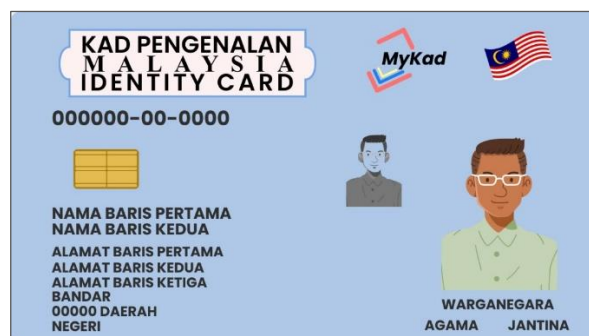 KAD PENGENALAN
MALAYSIA
IDENTITY CARD
MyKad
000000-00-0000
NAMA BARIS PERTAMA
NAMA BARIS KEDUA
ALAMAT BARIS PERTAMA
ALAMAT BARIS KEDUA
ALAMAT BARIS KETIGA
BANDAR
00000 DAERAH
NEGERI
WARGANEGARA
AGAMA JANTINA